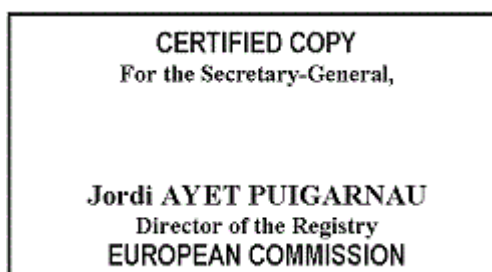 CERTIFIED COPY
For the Secretary-General,
Jordi AYET PUIGARNAU
Director of the Registry
EUROPEAN COMMISSION